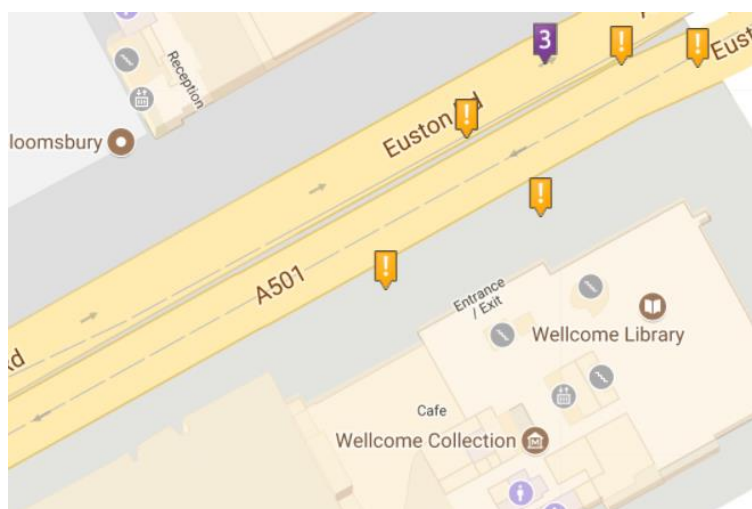 3
!
!
Eust
Reception
Euston
d
!
loomsbury
!
!
A501
Entrance
/ Exit
Wellcome Library
d
Cafe
Wellcome Collection